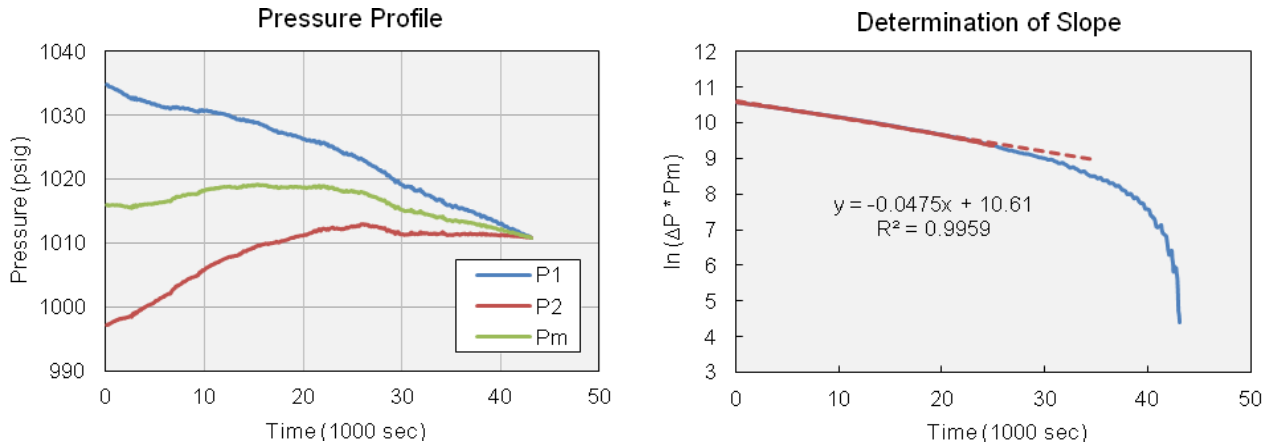 Pressure Profile
1040
1030
1020
1010
1000
990
Pressure (psig)
P1
P2
Pm
0 10 20 30 40 50
Time (1000 sec)
Determination of Slope
12
11
10
9
8
7
6
5
4
3
ln (ΔP * Pm)
y = -0.0475x + 10.61
R² = 0.9959
0 10 20 30 40 50
Time (1000 sec)